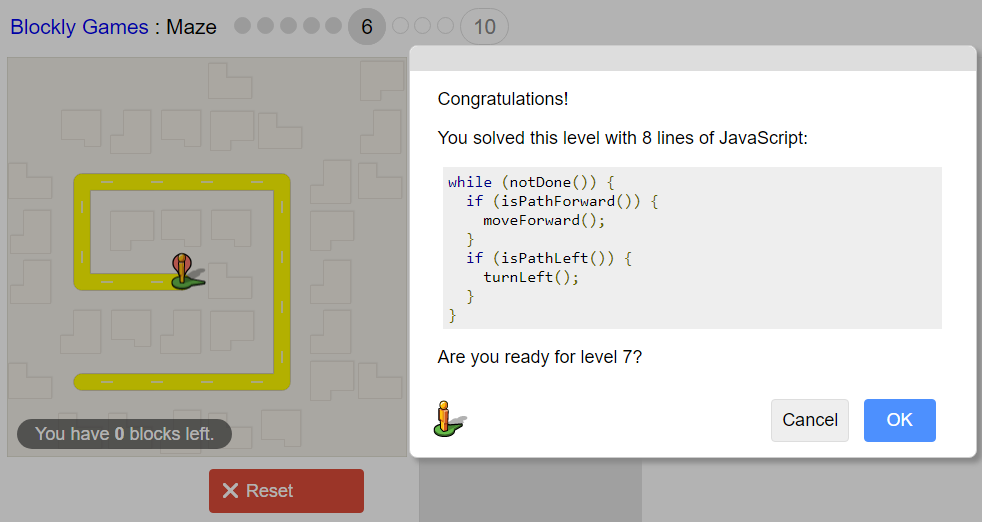 Blockly Games : Maze 6 10
Congratulations!
You solved this level with 8 lines of JavaScript:
while (notDone()) {
  if (isPathForward()) {
    moveForward();
  }
  if (isPathLeft()) {
    turnLeft();
  }
}
Are you ready for level 7?
Cancel OK
You have 0 blocks left.
Reset